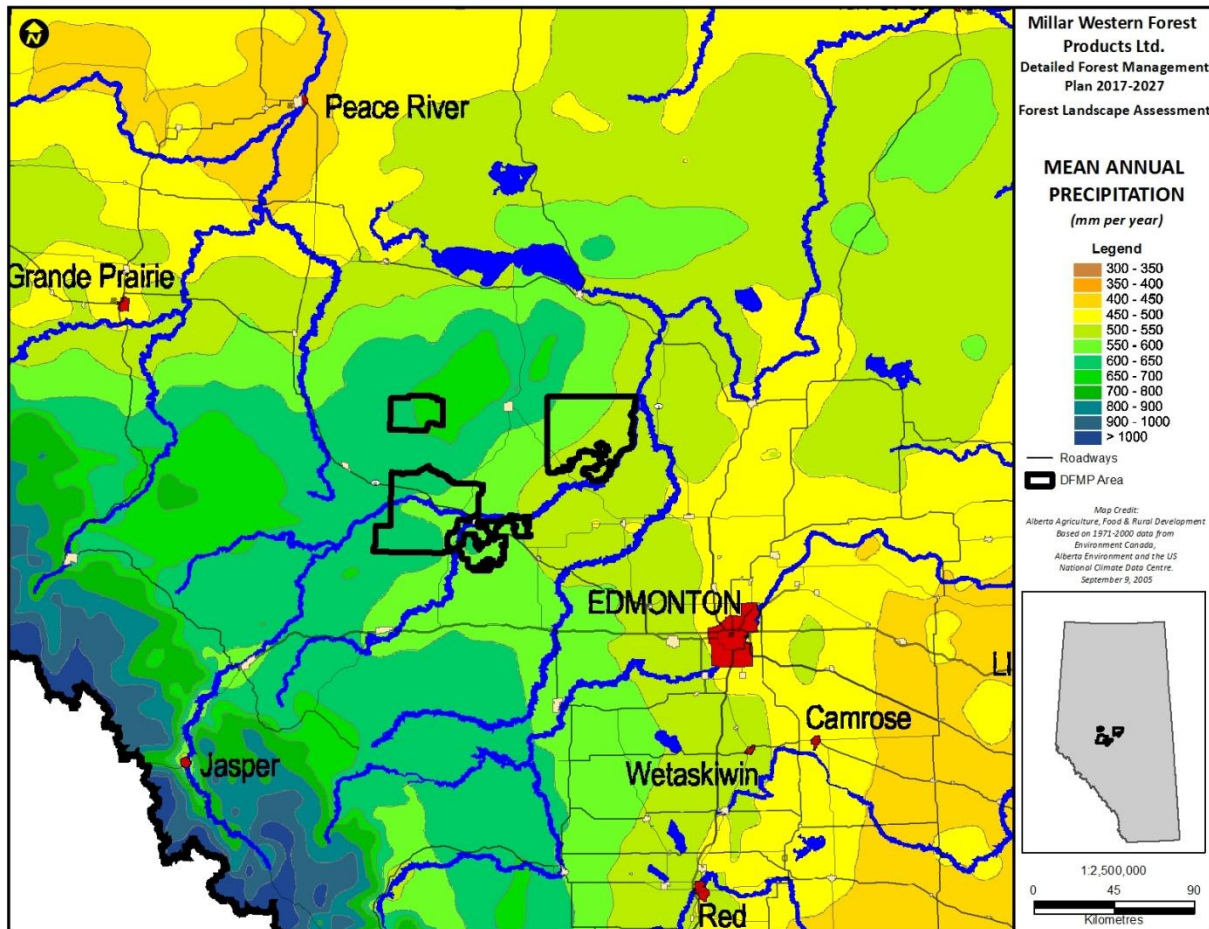 N
Peace River
Grande Prairie
EDMONTON
Camrose
Wetaskiwin
Jasper
Red
Millar Western Forest
Products Ltd.
Detailed Forest Management
Plan 2017-2027
Forest Landscape Assessment
MEAN ANNUAL
PRECIPITATION
(mm per year)
Legend
300 - 350
350 - 400
400 - 450
450 - 500
500 - 550
550 - 600
600 - 650
650 - 700
700 - 800
800 - 900
900 - 1000
> 1000
Roadways
DFMP Area
Map Credit:
Alberta Agriculture, Food & Rural Development
Based on 1971-2000 data from
Environment Canada,
Alberta Environment and the US
National Climate Data Centre.
September 9, 2005
1:2,500,000
0 45 90
Kilometres